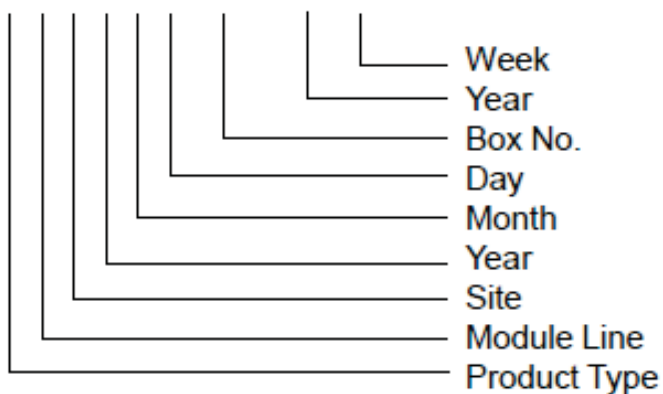 Week
Year
Box No.
Day
Month
Year
Site
Module Line
Product Type